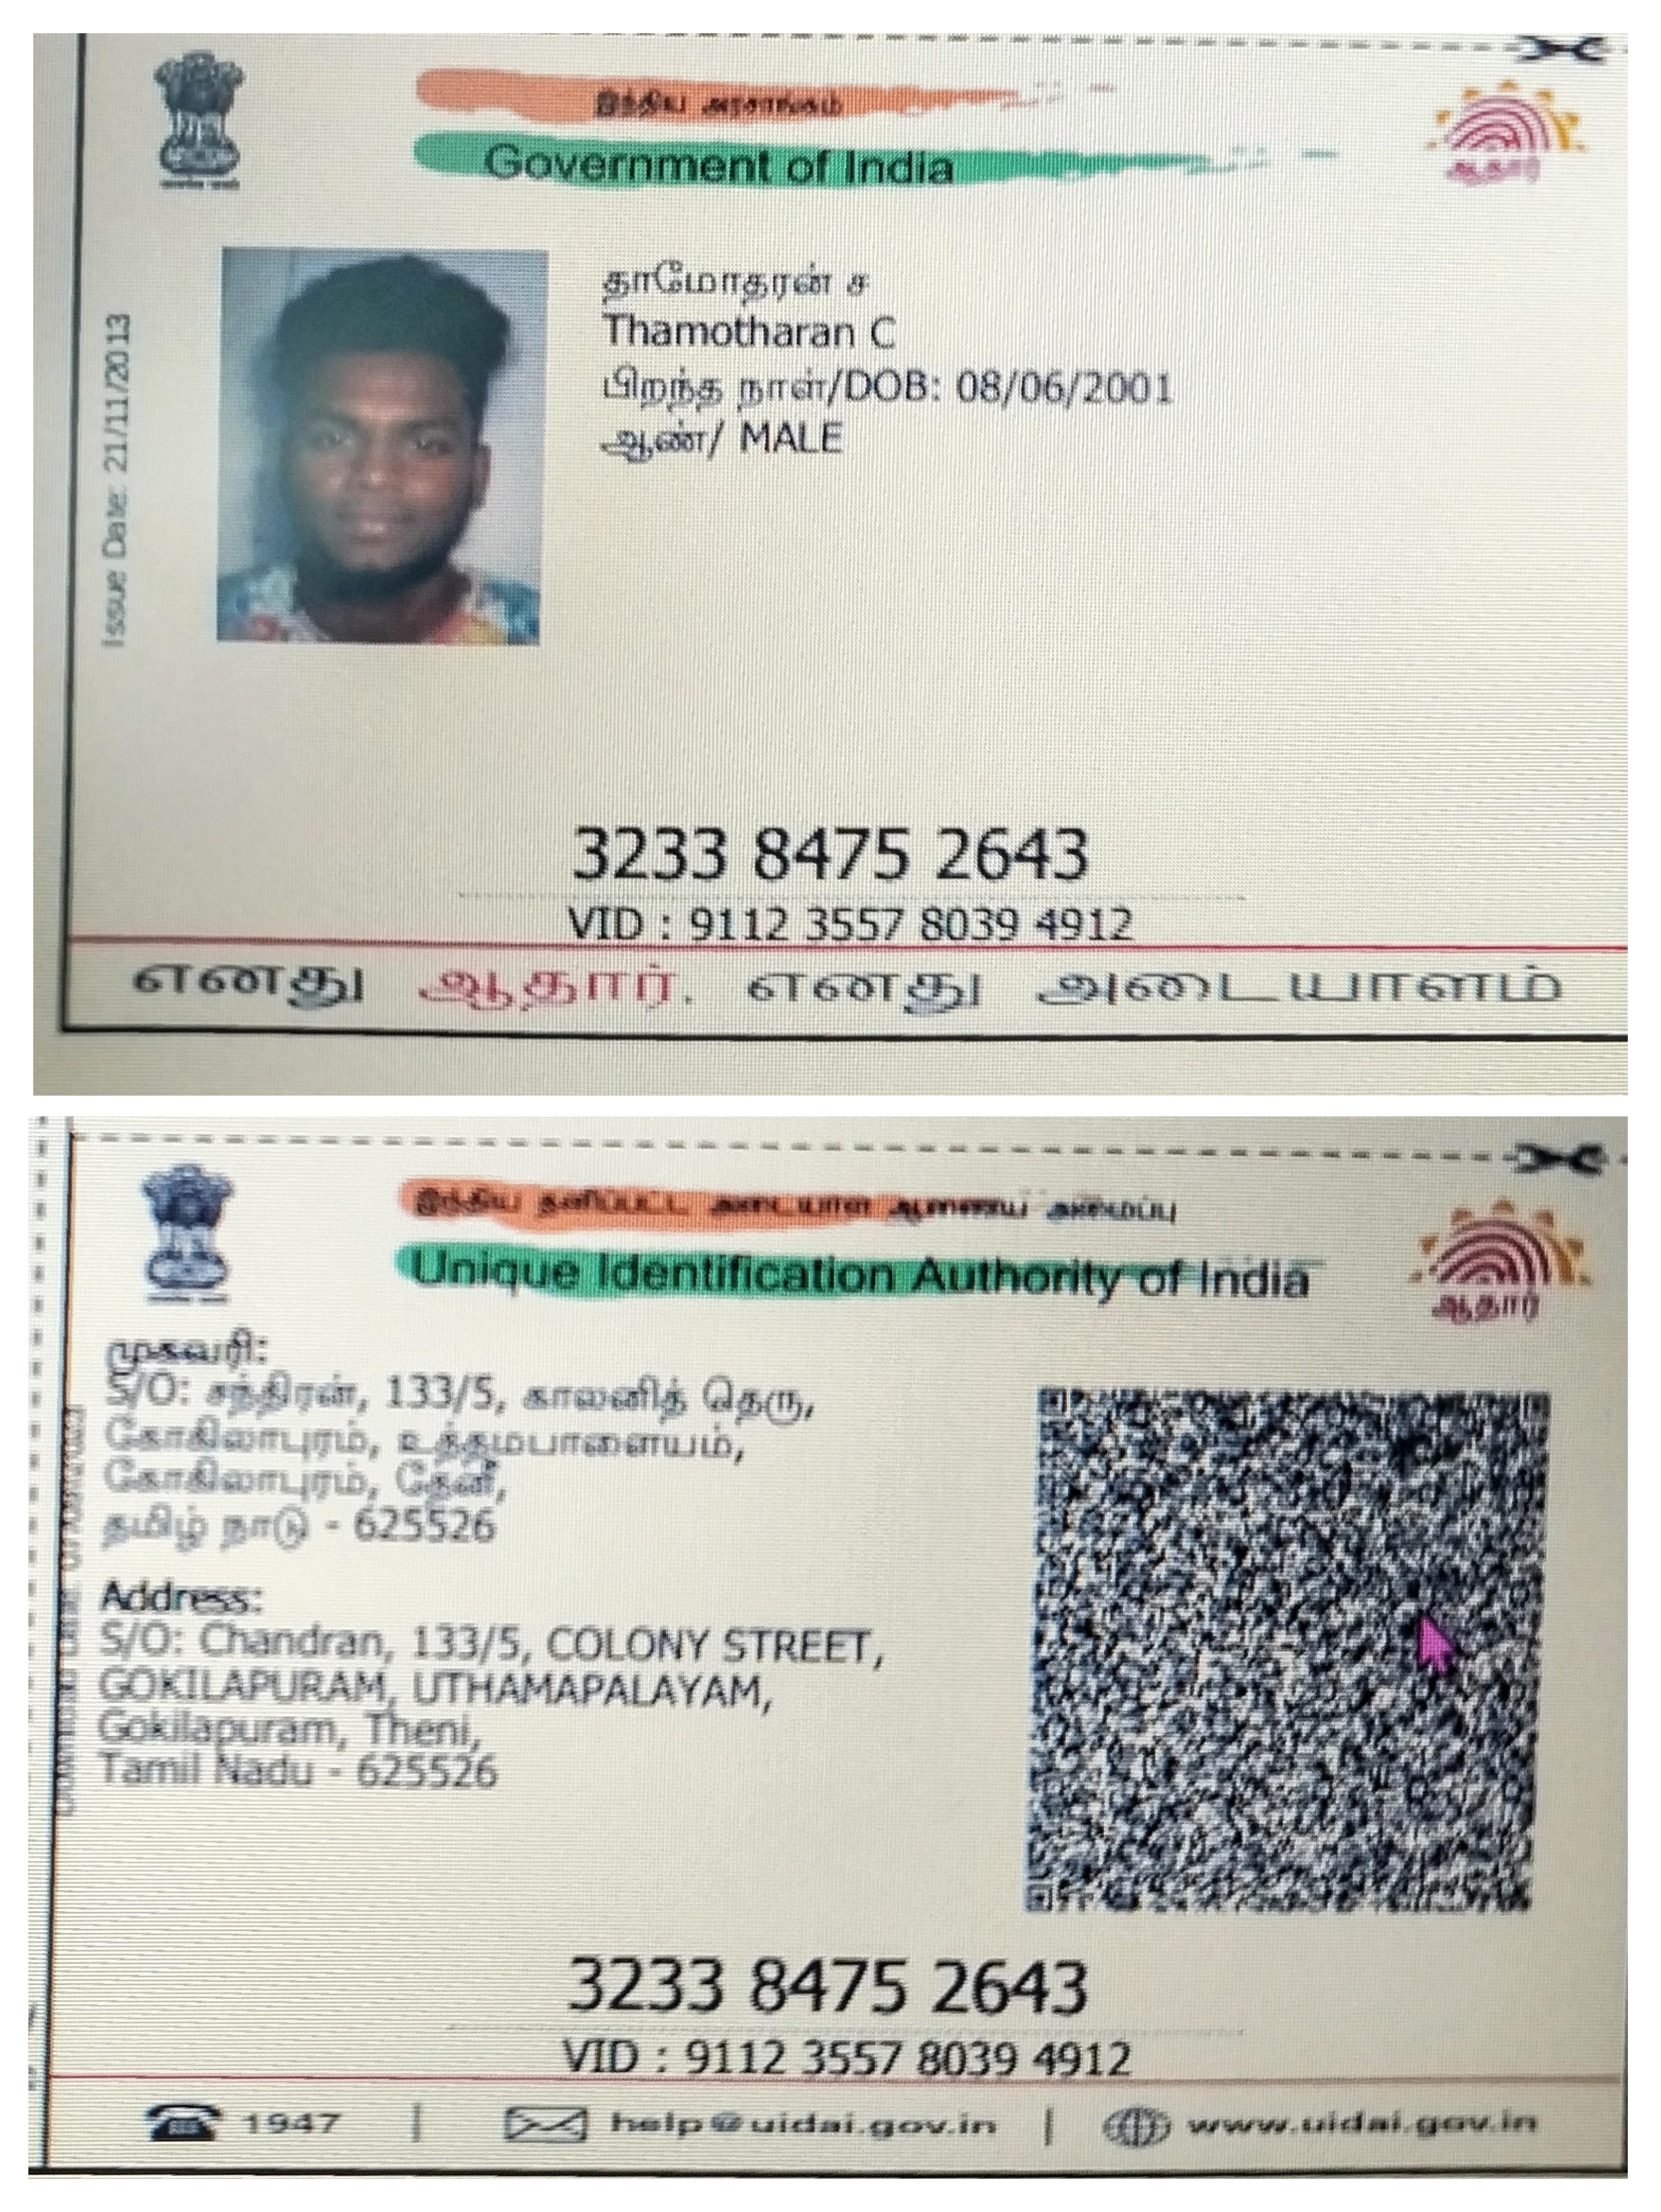 இந்திய அரசாங்கம்
Government of India
ஆதார்
Issue Date: 21/11/2013
தாமோதரன் ச
Thamotharan C
பிறந்த நாள்/DOB: 08/06/2001
ஆண்/ MALE
3233 8475 2643
VID : 9112 3557 8039 4912
எனது ஆதார், எனது அடையாளம்
இந்திய தனிப்பட்ட அடையாள ஆணைய அமைப்பு
Unique Identification Authority of India
ஆதார்
முகவரி:
S/O: சந்திரன், 133/5, காலனித் தெரு,
கோகிலாபுரம், உத்தமபாளையம்,
கோகிலாபுரம், தேனி,
தமிழ் நாடு - 625526
Address:
S/O: Chandran, 133/5, COLONY STREET,
GOKILAPURAM, UTHAMAPALAYAM,
Gokilapuram, Theni,
Tamil Nadu - 625526
3233 8475 2643
VID : 9112 3557 8039 4912
1947 | help@uidai.gov.in | www.uidai.gov.in